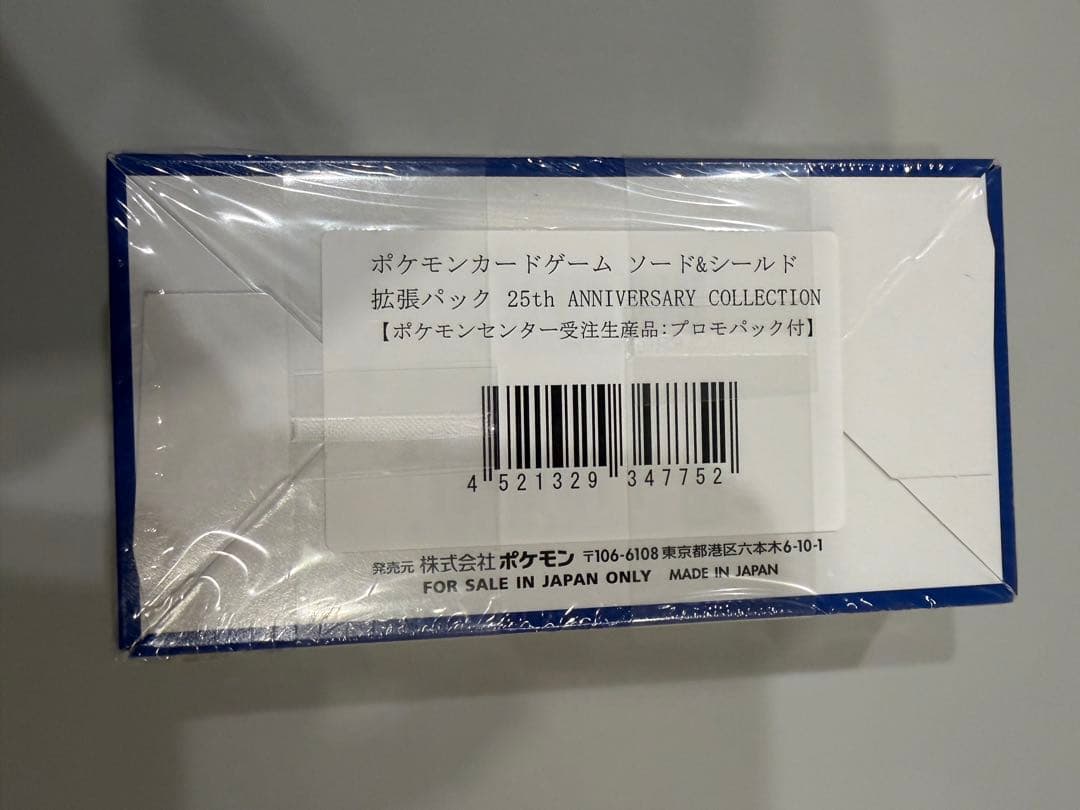 ポケモンカードゲーム ソード&シールド
拡張パック 25th ANNIVERSARY COLLECTION
【ポケモンセンター受注生産品:プロモパック付】
4 521329 347752
発売元 株式会社 ポケモン 〒106-6108 東京都港区六本木6-10-1
FOR SALE IN JAPAN ONLY MADE IN JAPAN